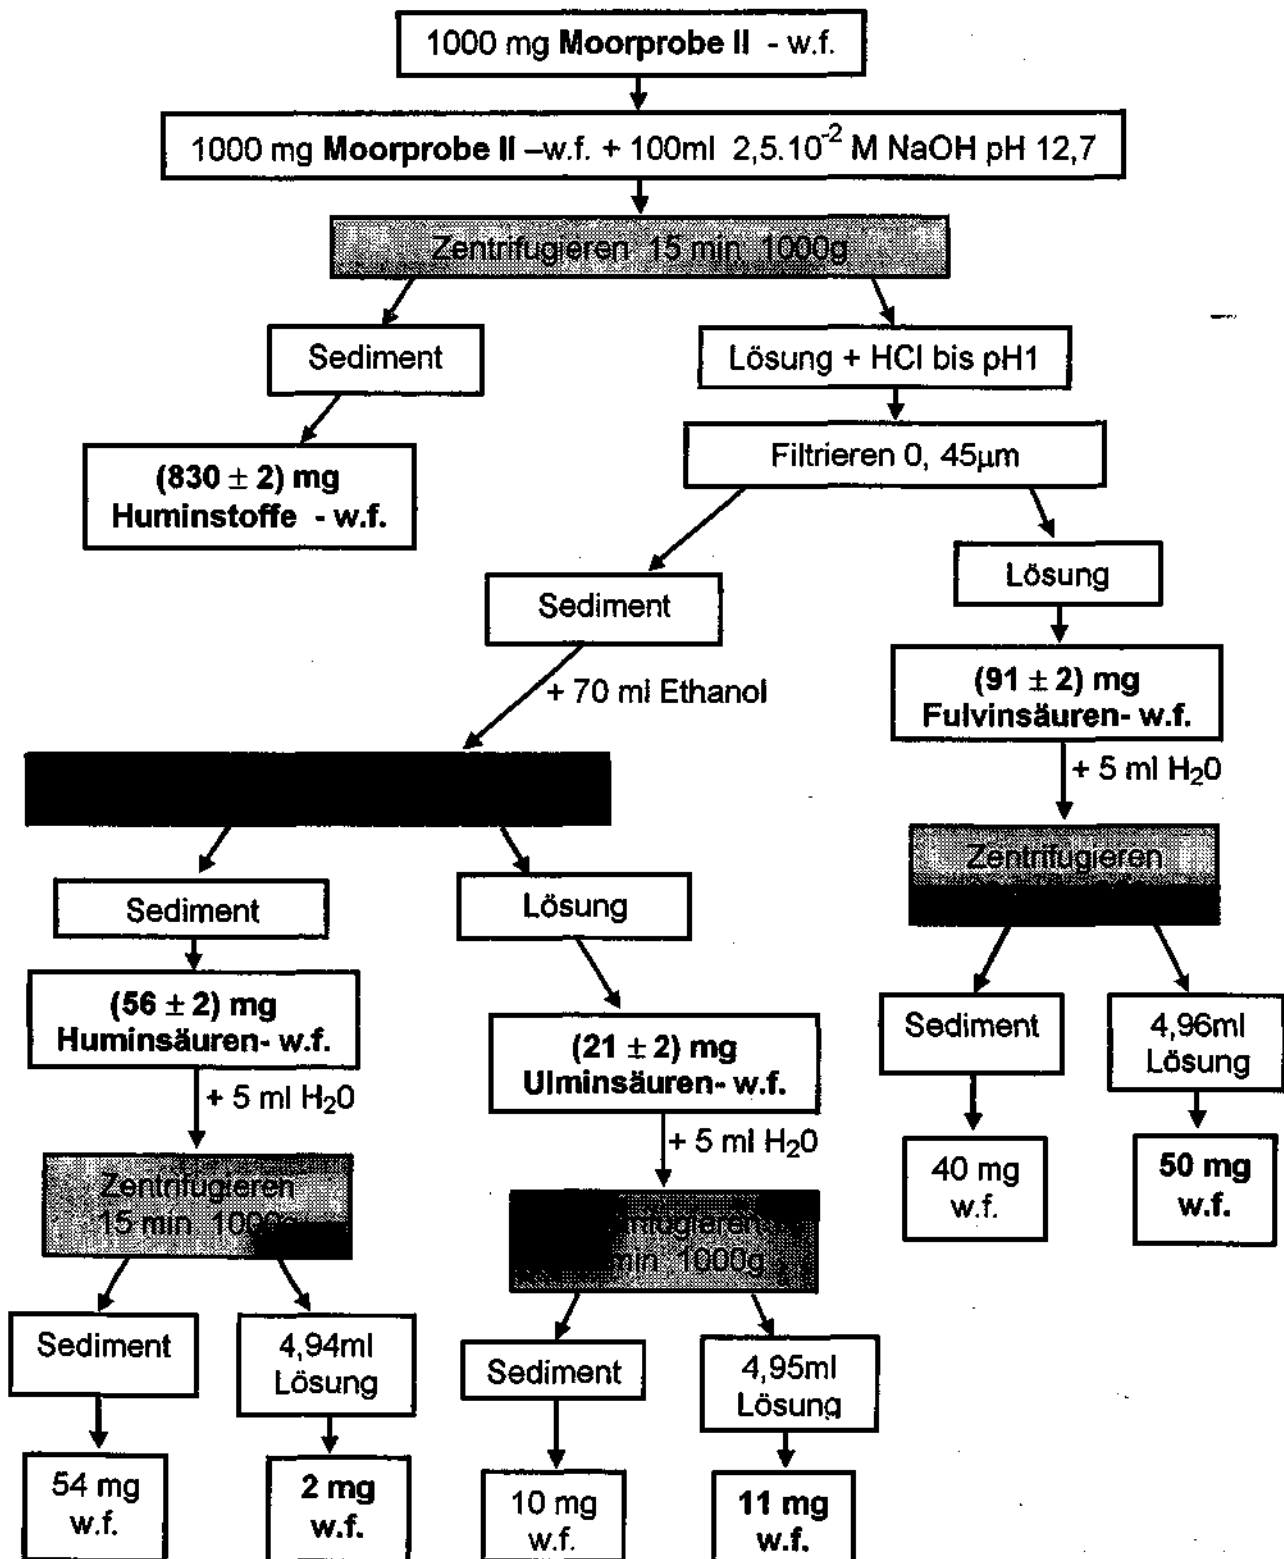 1000 mg Moorprobe II - w.f.
1000 mg Moorprobe II –w.f. + 100ml 2,5.10⁻² M NaOH pH 12,7
Zentrifugieren 15 min 1000g
Sediment
Lösung + HCl bis pH1
Filtrieren 0, 45µm
(830 ± 2) mg
Huminstoffe - w.f.
Lösung
Sediment
(91 ± 2) mg
Fulvinsäuren- w.f.
+ 70 ml Ethanol
+ 5 ml H₂0
Zentrifugieren
Sediment
Lösung
(56 ± 2) mg
Huminsäuren- w.f.
Sediment
4,96ml
Lösung
(21 ± 2) mg
Ulminsäuren- w.f.
+ 5 ml H₂0
+ 5 ml H₂0
40 mg
w.f.
50 mg
w.f.
Zentrifugieren
15 min 1000g
min 1000g
Sediment
4,94ml
Lösung
Sediment
4,95ml
Lösung
54 mg
w.f.
2 mg
w.f.
10 mg
w.f.
11 mg
w.f.